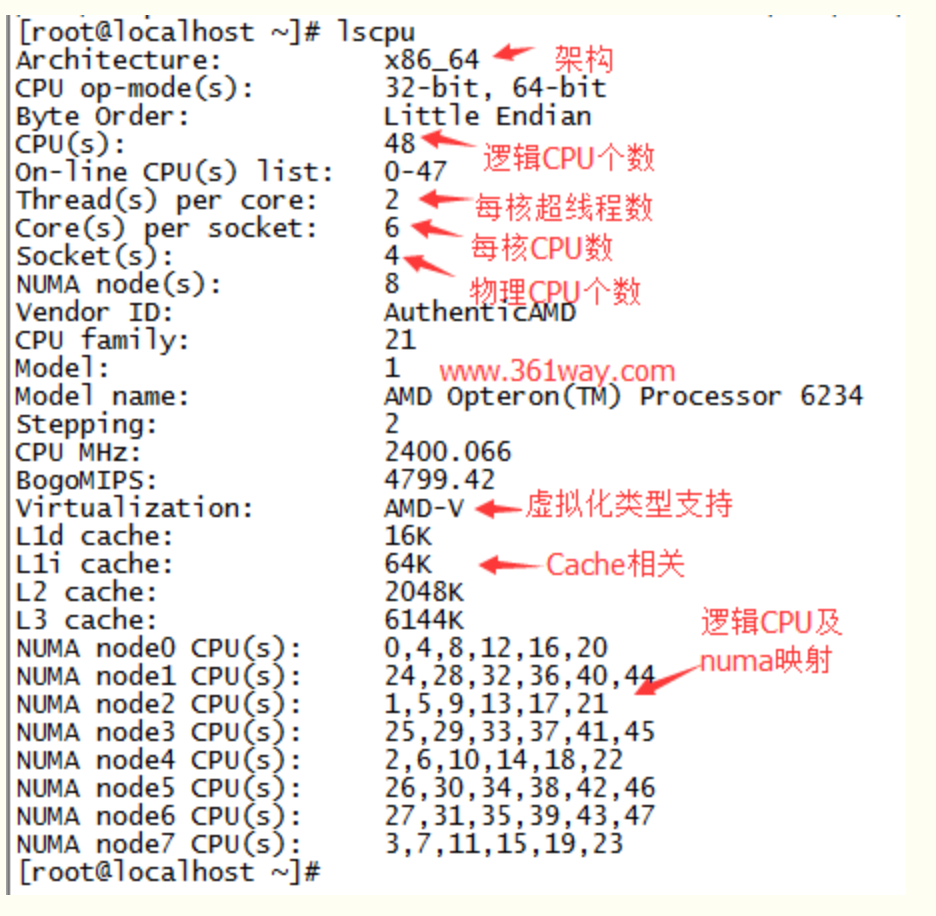 [root@localhost ~]# lscpu
Architecture: x86_64 架构
CPU op-mode(s): 32-bit, 64-bit
Byte Order: Little Endian
CPU(s): 48 逻辑CPU个数
On-line CPU(s) list: 0-47
Thread(s) per core: 2 每核超线程数
Core(s) per socket: 6 每核CPU数
Socket(s): 4 物理CPU个数
NUMA node(s): 8
Vendor ID: AuthenticAMD
CPU family: 21
Model: 1 www.361way.com
Model name: AMD Opteron(TM) Processor 6234
Stepping: 2
CPU MHz: 2400.066
BogoMIPS: 4799.42
Virtualization: AMD-V 虚拟化类型支持
L1d cache: 16K
L1i cache: 64K Cache相关
L2 cache: 2048K
L3 cache: 6144K
逻辑CPU及
numa映射
NUMA node0 CPU(s): 0,4,8,12,16,20
NUMA node1 CPU(s): 24,28,32,36,40,44
NUMA node2 CPU(s): 1,5,9,13,17,21
NUMA node3 CPU(s): 25,29,33,37,41,45
NUMA node4 CPU(s): 2,6,10,14,18,22
NUMA node5 CPU(s): 26,30,34,38,42,46
NUMA node6 CPU(s): 27,31,35,39,43,47
NUMA node7 CPU(s): 3,7,11,15,19,23
[root@localhost ~]#